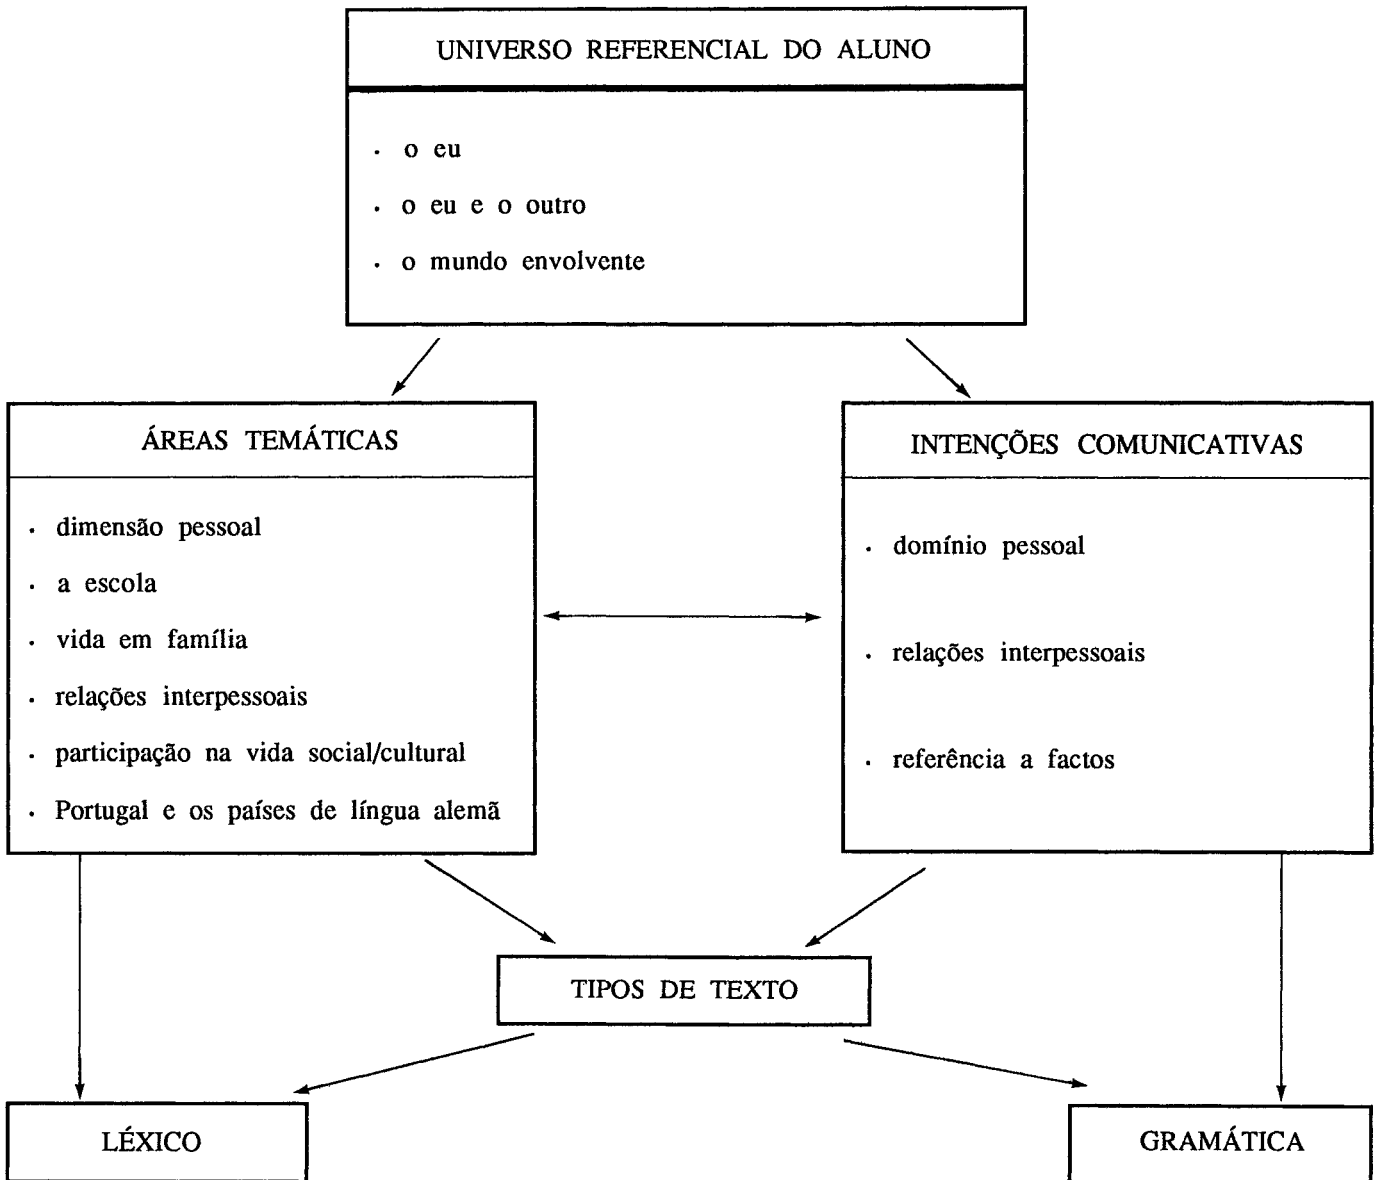 UNIVERSO REFERENCIAL DO ALUNO
. o eu
. o eu e o outro
. o mundo envolvente
ÁREAS TEMÁTICAS
. dimensão pessoal
. a escola
. vida em família
. relações interpessoais
. participação na vida social/cultural
. Portugal e os países de língua alemã
INTENÇÕES COMUNICATIVAS
. domínio pessoal
. relações interpessoais
. referência a factos
TIPOS DE TEXTO
LÉXICO
GRAMÁTICA